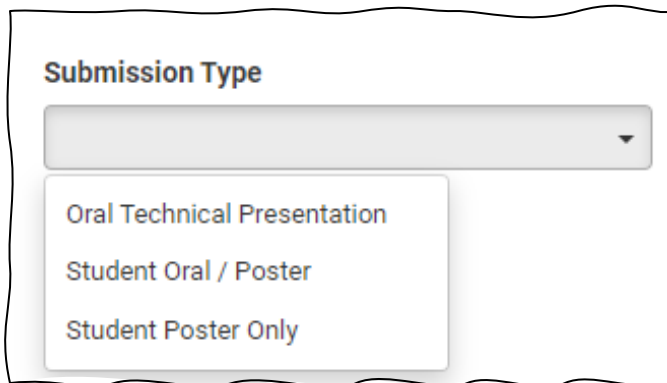 Submission Type
Oral Technical Presentation
Student Oral / Poster
Student Poster Only